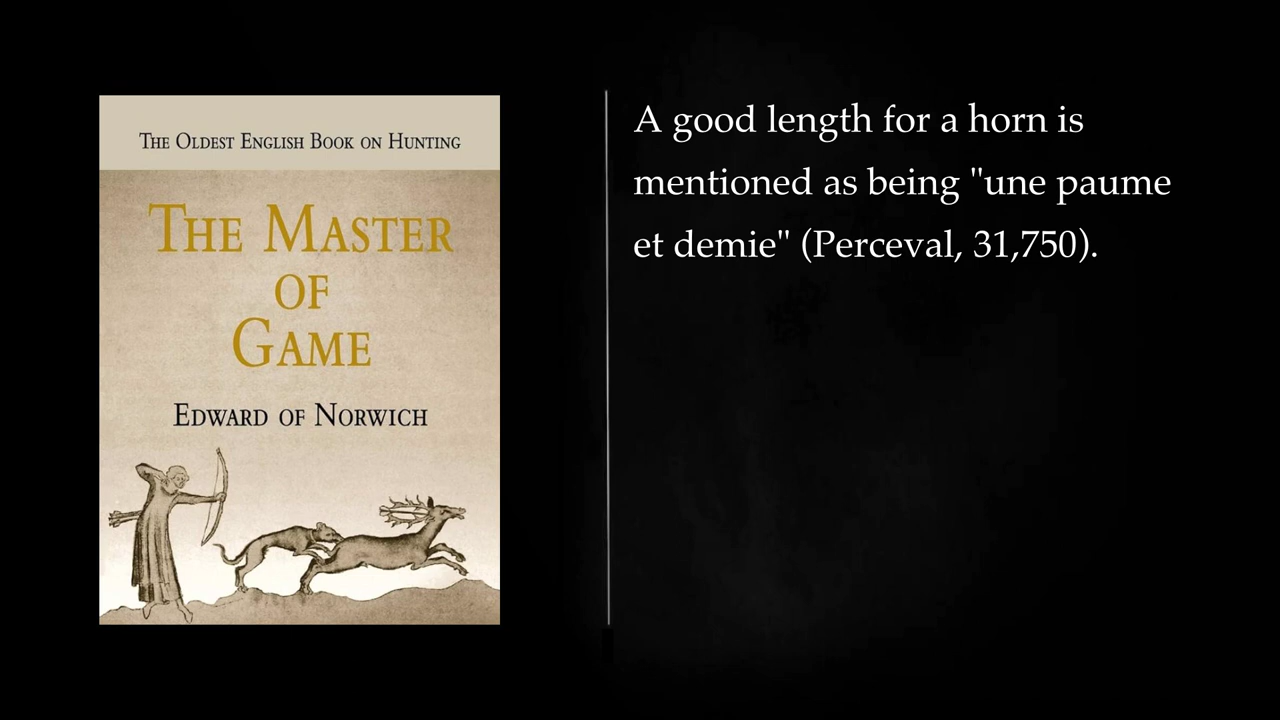 THE OLDEST ENGLISH BOOK ON HUNTING
THE MASTER
OF
GAME
EDWARD OF NORWICH
A good length for a horn is
mentioned as being "une paume
et demie" (Perceval, 31,750).